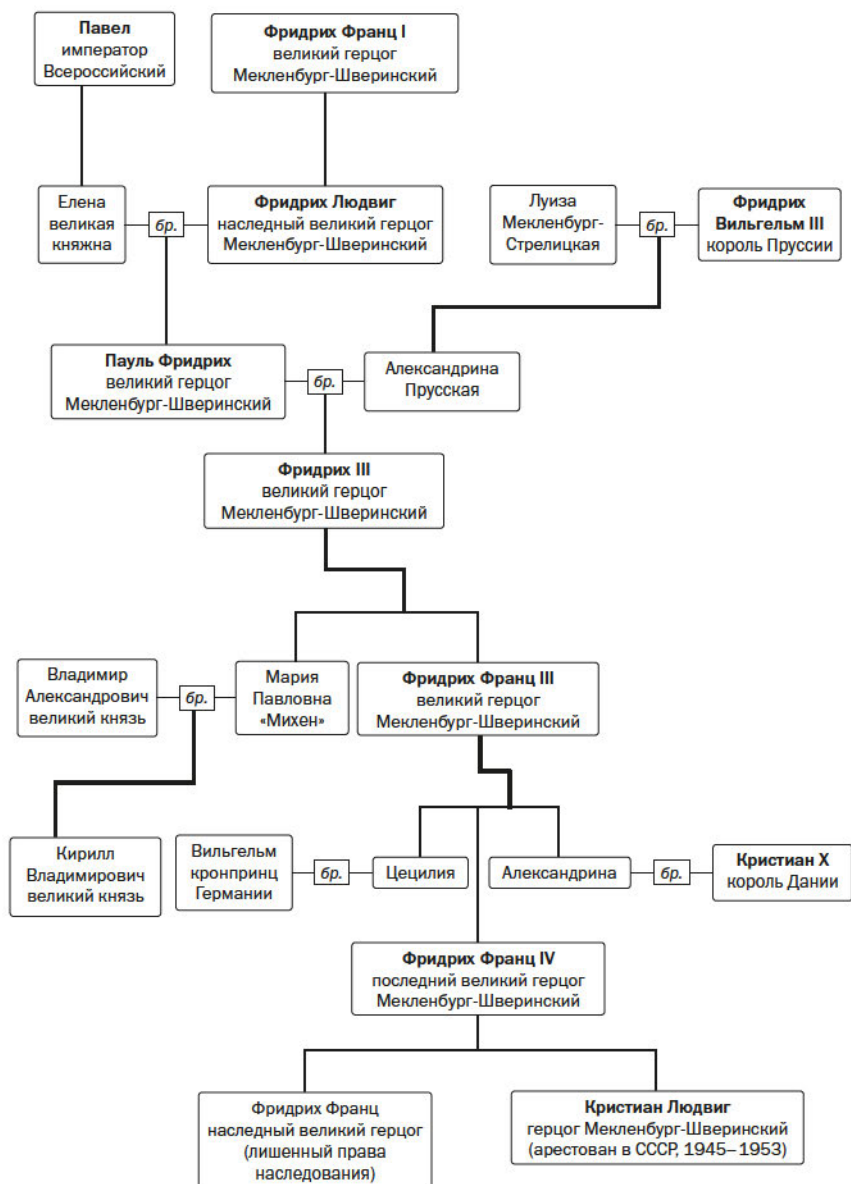 Павел
император
Всероссийский
Фридрих Франц I
великий герцог
Мекленбург-Шверинский
Елена
великая
княжна
бр.
Фридрих Людвиг
наследный великий герцог
Мекленбург-Шверинский
Луиза
Мекленбург-
Стрелицкая
бр.
Фридрих
Вильгельм III
король Пруссии
Пауль Фридрих
великий герцог
Мекленбург-Шверинский
бр.
Александрина
Прусская
Фридрих III
великий герцог
Мекленбург-Шверинский
Владимир
Александрович
великий князь
бр.
Мария
Павловна
«Михен»
Фридрих Франц III
великий герцог
Мекленбург-Шверинский
Кирилл
Владимирович
великий князь
Вильгельм
кронпринц
Германии
бр.
Цецилия
Александрина
бр.
Кристиан X
король Дании
Фридрих Франц IV
последний великий герцог
Мекленбург-Шверинский
Фридрих Франц
наследный великий герцог
(лишенный права
наследования)
Кристиан Людвиг
герцог Мекленбург-Шверинский
(арестован в СССР, 1945–1953)